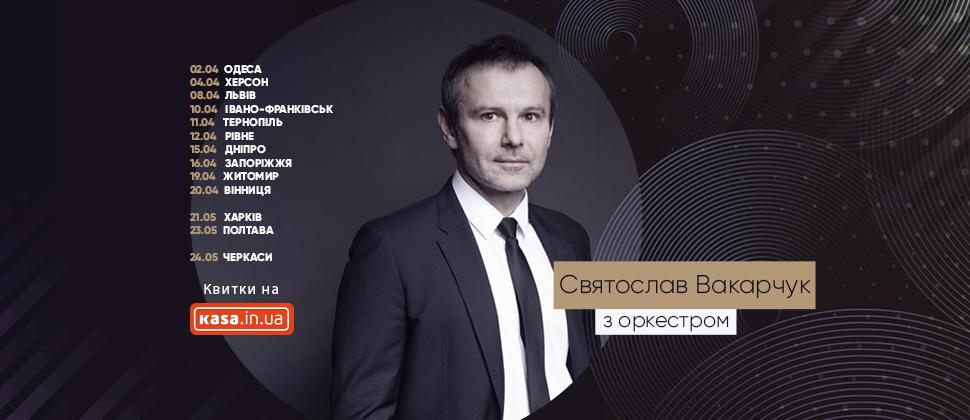 02.04 ОДЕСА
04.04 ХЕРСОН
08.04 ЛЬВІВ
10.04 ІВАНО-ФРАНКІВСЬК
11.04 ТЕРНОПІЛЬ
12.04 РІВНЕ
15.04 ДНІПРО
16.04 ЗАПОРІЖЖЯ
19.04 ЖИТОМИР
20.04 ВІННИЦЯ
21.05 ХАРКІВ
23.05 ПОЛТАВА
24.05 ЧЕРКАСИ
Квитки на
кasa.in.ua
Святослав Вакарчук
з оркестром